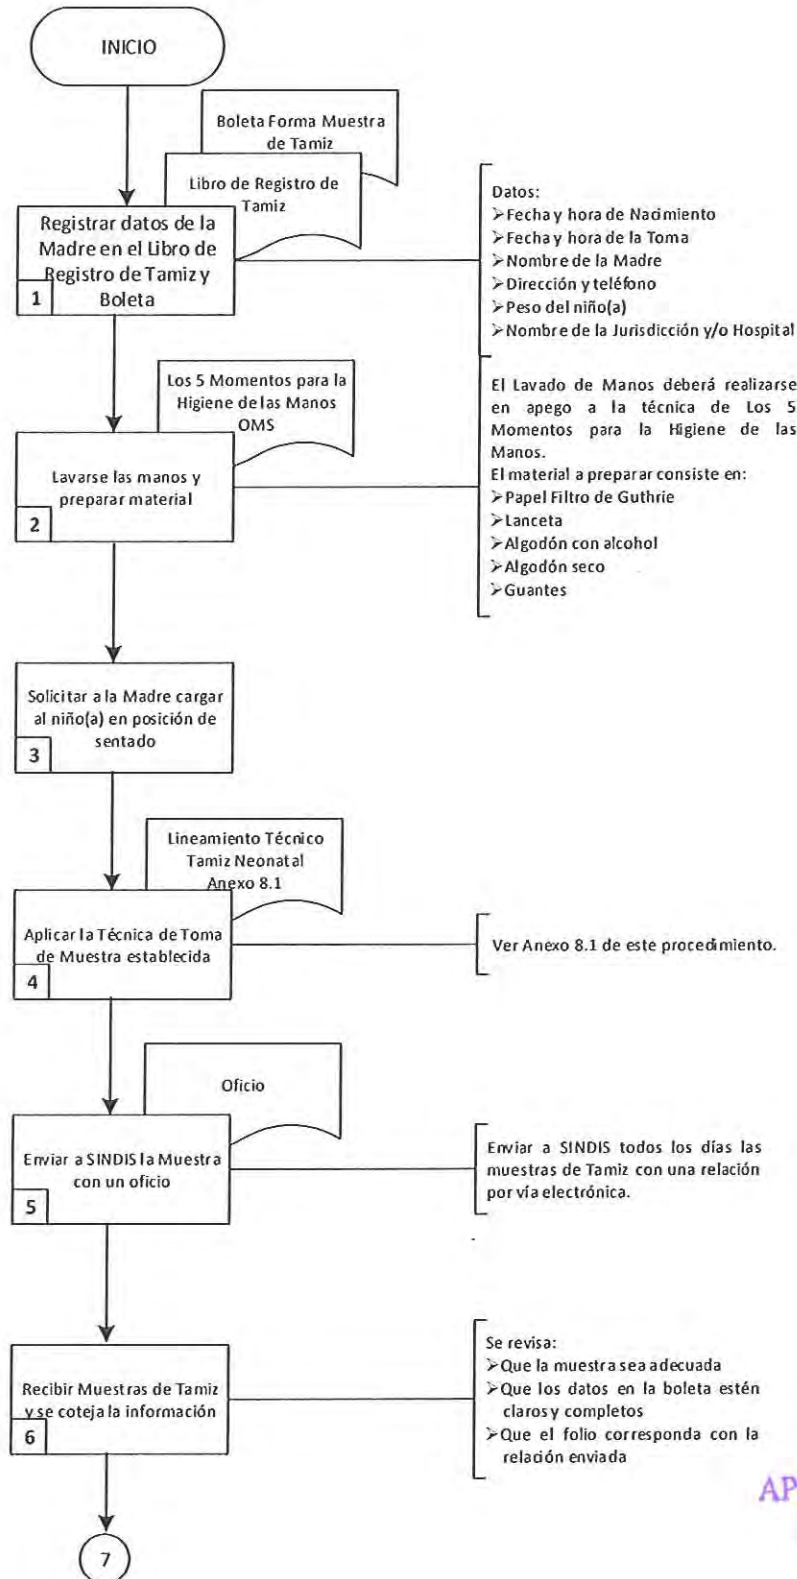 INICIO
Boleta Forma Muestra
de Tamiz
Libro de Registro de
Tamiz
Registrar datos de la
Madre en el Libro de
Registro de Tamiz y
Boleta
1
Datos:
➢Fecha y hora de Nacimiento
➢Fecha y hora de la Toma
➢Nombre de la Madre
➢Dirección y teléfono
➢Peso del niño(a)
➢Nombre de la Jurisdicción y/o Hospital
Los 5 Momentos para la
Higiene de las Manos
OMS
Lavarse las manos y
preparar material
2
El Lavado de Manos deberá realizarse
en apego a la técnica de Los 5
Momentos para la Higiene de las
Manos.
El material a preparar consiste en:
➢Papel Filtro de Guthrie
➢Lanceta
➢Algodón con alcohol
➢Algodón seco
➢Guantes
Solicitar a la Madre cargar
al niño(a) en posición de
sentado
3
Lineamiento Técnico
Tamiz Neonatal
Anexo 8.1
Aplicar la Técnica de Toma
de Muestra establecida
4
Ver Anexo 8.1 de este procedimiento.
Oficio
Enviar a SINDIS la Muestra
con un oficio
5
Enviar a SINDIS todos los días las
muestras de Tamiz con una relación
por vía electrónica.
Recibir Muestras de Tamiz
y se coteja la información
6
Se revisa:
➢Que la muestra sea adecuada
➢Que los datos en la boleta estén
claros y completos
➢Que el folio corresponda con la
relación enviada
AP
7